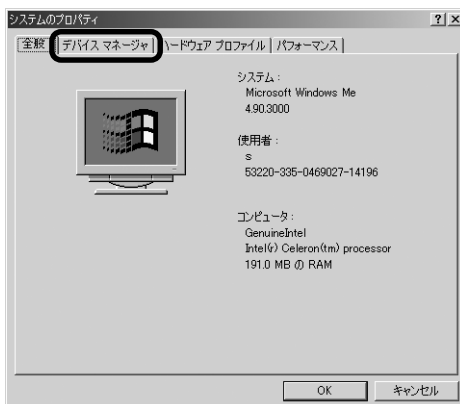 システムのプロパティ
全般 デバイス マネージャ ハードウェア プロファイル パフォーマンス
システム :
Microsoft Windows Me
4.90.3000
使用者 :
s
53220-335-0469027-14196
コンピュータ :
GenuineIntel
Intel(r) Celeron(tm) processor
191.0 MB の RAM
OK キャンセル